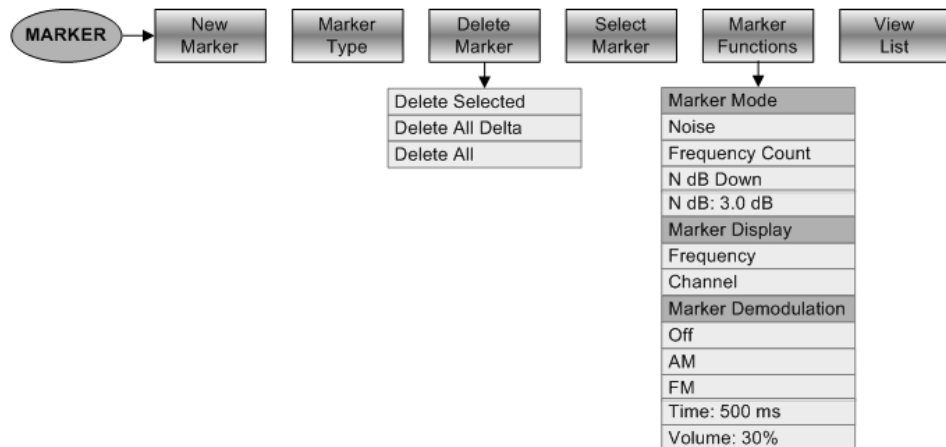 MARKER
New
Marker
Marker
Type
Delete
Marker
Select
Marker
Marker
Functions
View
List
Delete Selected
Delete All Delta
Delete All
Marker Mode
Noise
Frequency Count
N dB Down
N dB: 3.0 dB
Marker Display
Frequency
Channel
Marker Demodulation
Off
AM
FM
Time: 500 ms
Volume: 30%